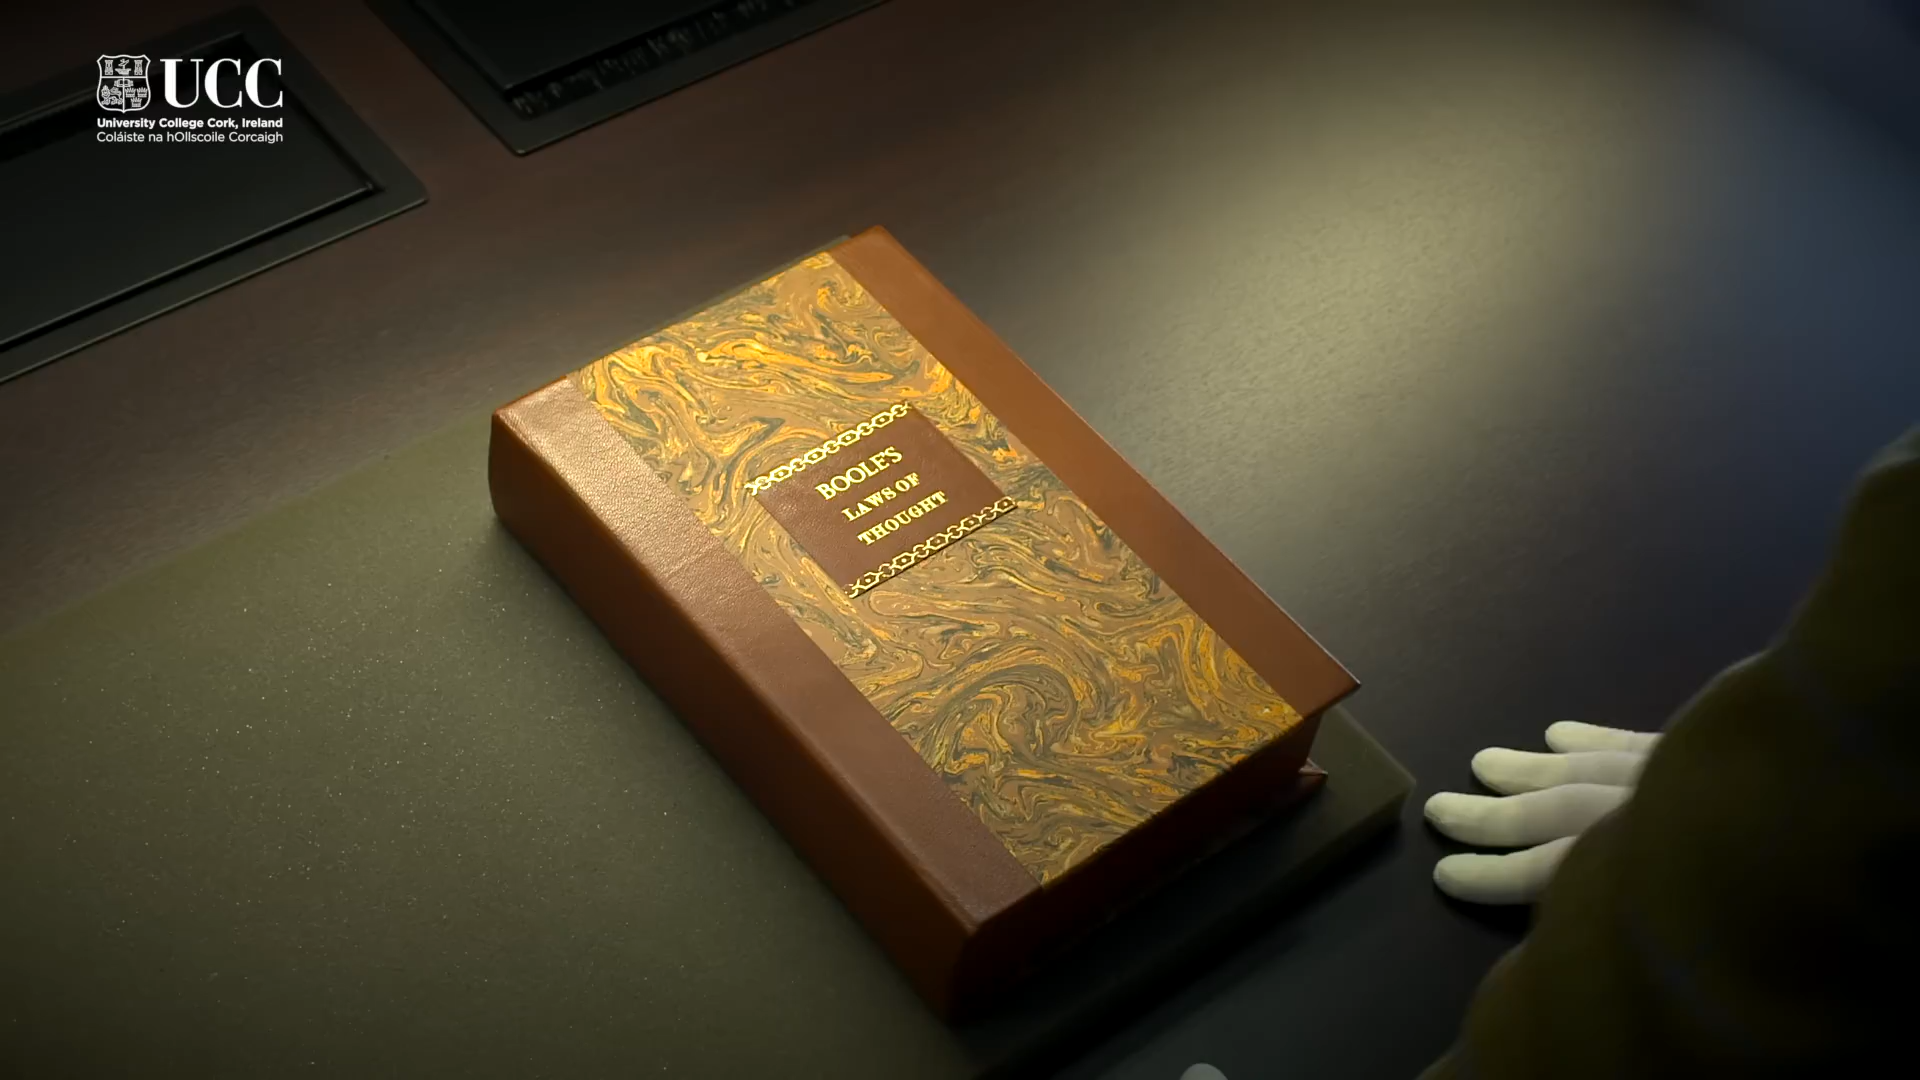 UCC
University College Cork, Ireland
Coláiste na hOllscoile Corcaigh
BOOLE'S
LAWS OF
THOUGHT